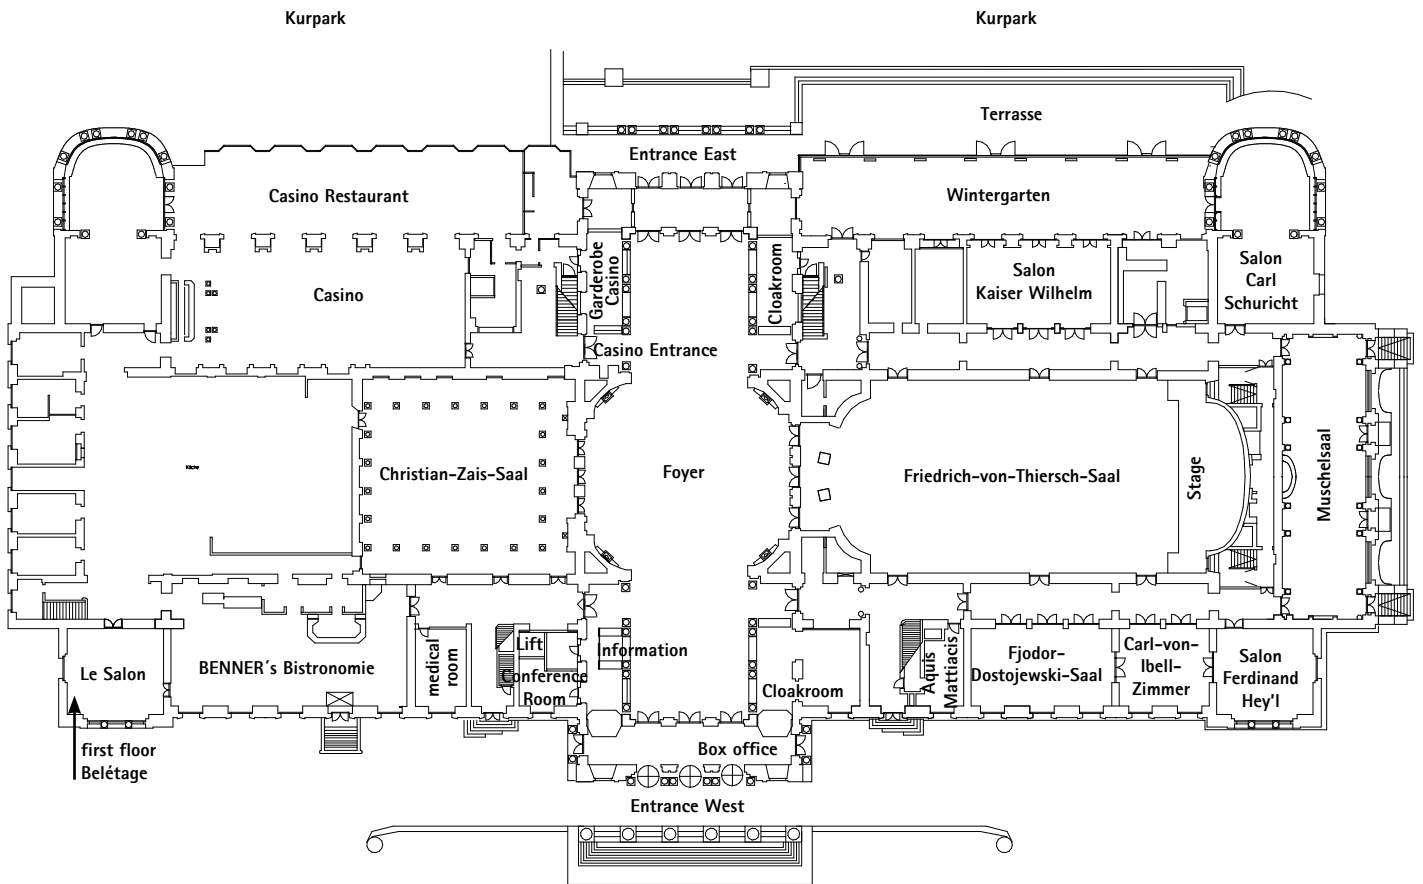 Kurpark
Kurpark
Terrasse
Entrance East
Casino Restaurant
Wintergarten
Garderobe
Casino
Cloakroom
Salon
Kaiser Wilhelm
Salon
Carl
Schuricht
Casino
Casino Entrance
Küche
Christian-Zais-Saal
Foyer
Friedrich-von-Thiersch-Saal
Stage
Muschelsaal
Le Salon
BENNER´s Bistronomie
medical
room
Lift
Conference
Room
Information
Cloakroom
Aquis
Mattiacis
Fjodor-
Dostojewski-Saal
Carl-von-
Ibell-
Zimmer
Salon
Ferdinand
Hey'l
first floor
Belétage
Box office
Entrance West